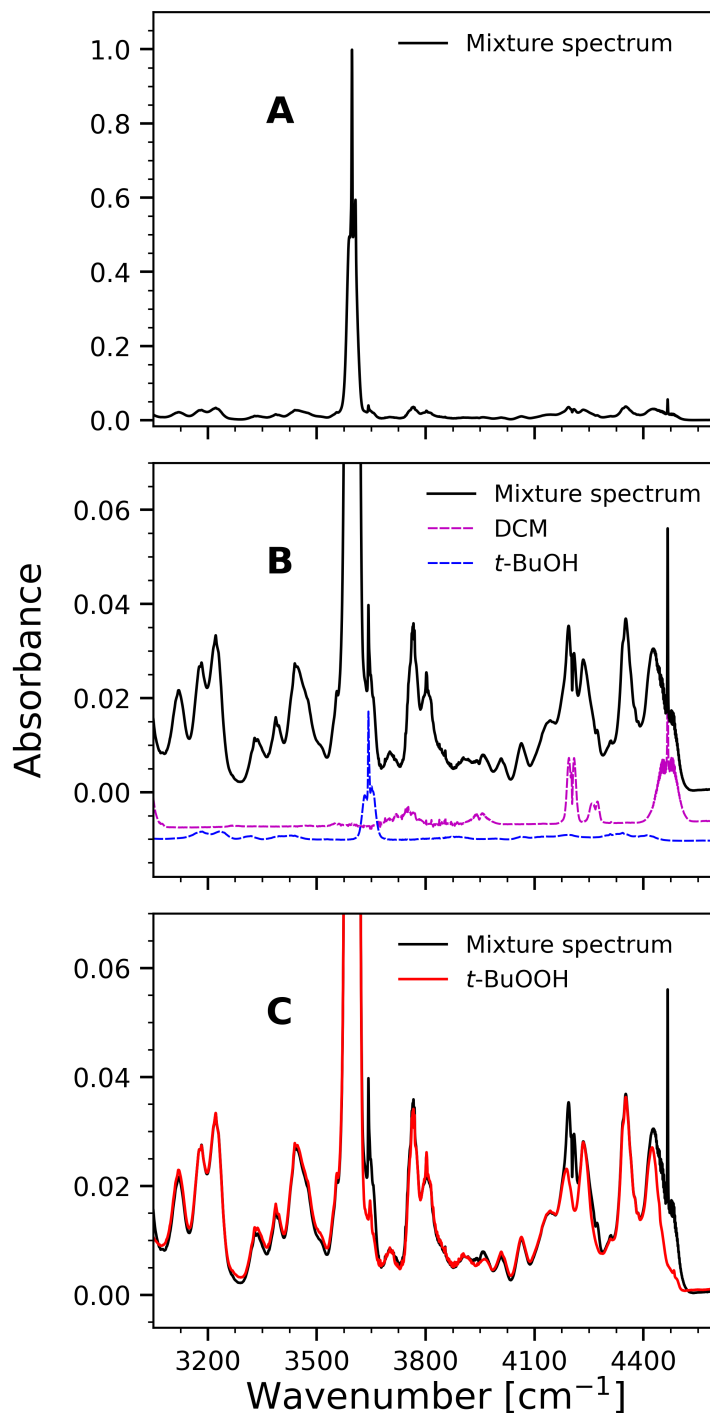 Mixture spectrum
A
1.0
0.8
0.6
0.4
0.2
0.0
Mixture spectrum
DCM
t-BuOH
B
0.06
0.04
0.02
0.00
Absorbance
Mixture spectrum
t-BuOOH
C
0.06
0.04
0.02
0.00
3200 3500 3800 4100 4400
Wavenumber [cm⁻¹]